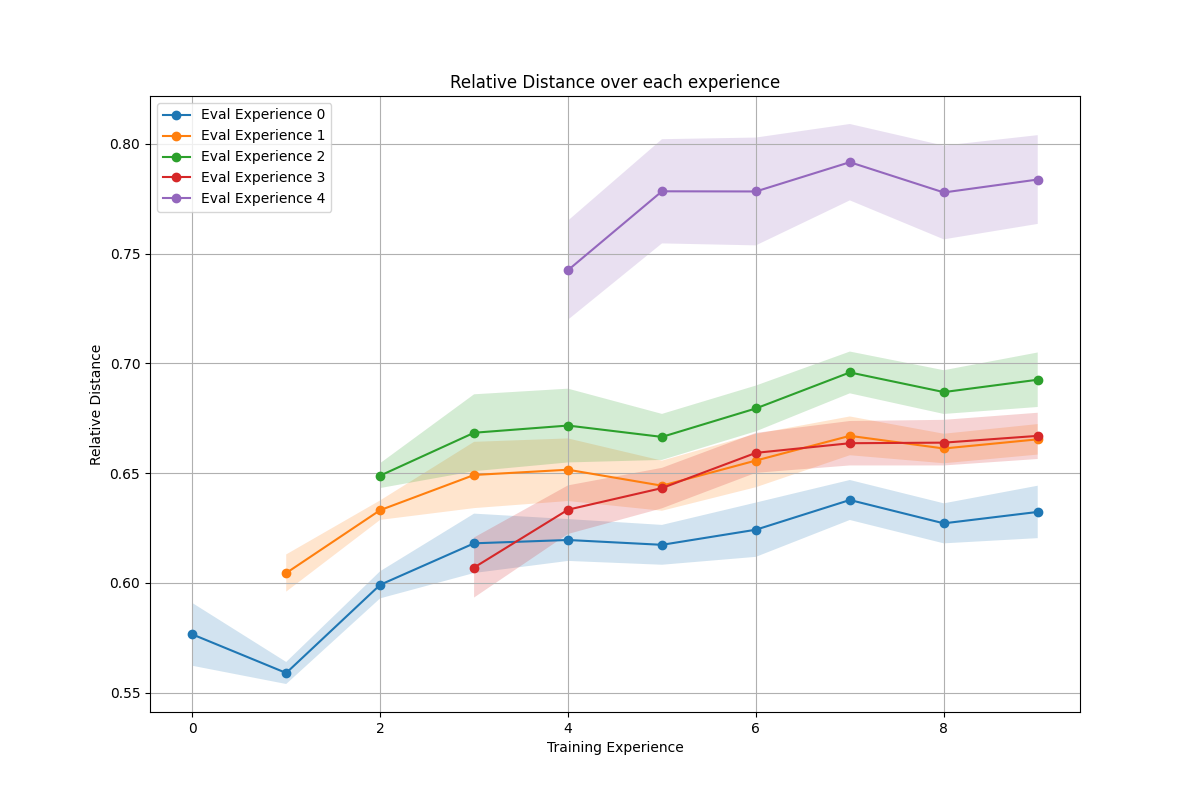 Relative Distance over each experience
Eval Experience 0
Eval Experience 1
Eval Experience 2
Eval Experience 3
Eval Experience 4
0.80
0.75
0.70
0.65
0.60
0.55
Relative Distance
0 2 4 6 8
Training Experience